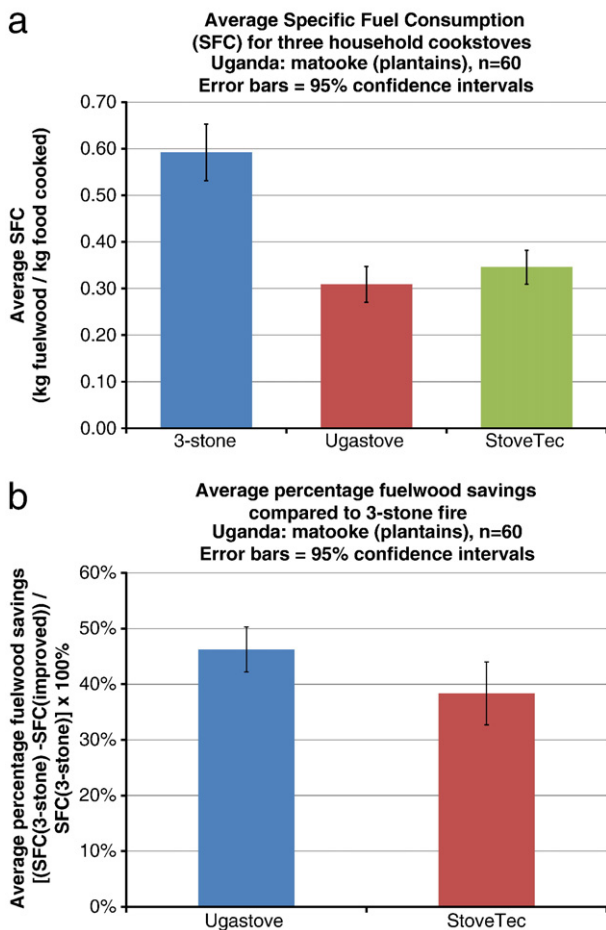 a
Average Specific Fuel Consumption
(SFC) for three household cookstoves
Uganda: matooke (plantains), n=60
Error bars = 95% confidence intervals
Average SFC
(kg fuelwood / kg food cooked)
0.70
0.60
0.50
0.40
0.30
0.20
0.10
0.00
3-stone Ugastove StoveTec
b
Average percentage fuelwood savings
compared to 3-stone fire
Uganda: matooke (plantains), n=60
Error bars = 95% confidence intervals
Average percentage fuelwood savings
[(SFC(3-stone) -SFC(improved)) /
SFC(3-stone)] x 100%
60%
50%
40%
30%
20%
10%
0%
Ugastove StoveTec